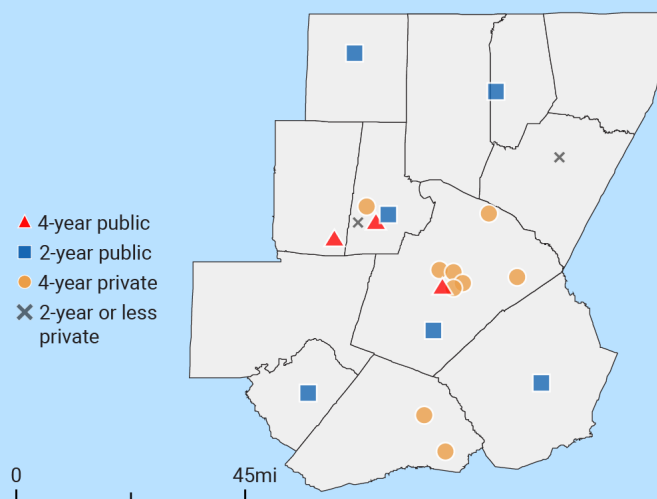 4-year public
2-year public
4-year private
2-year or less
private
0
45mi